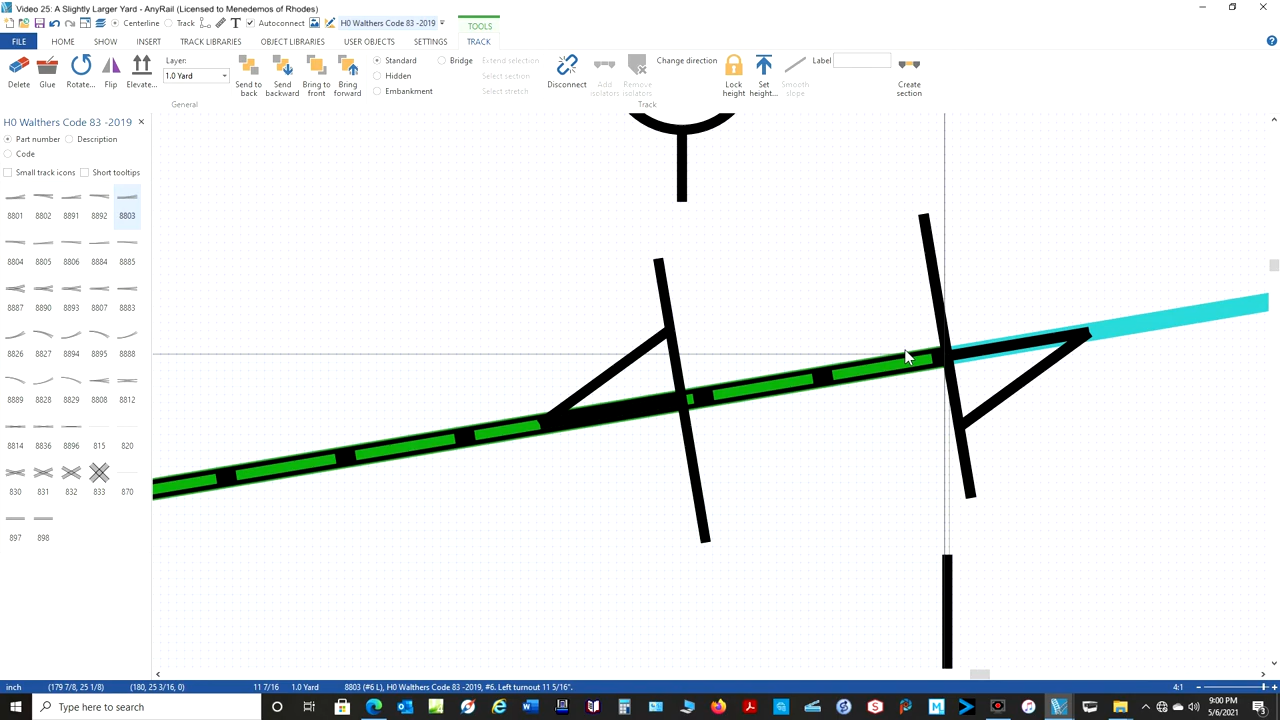 Video 25: A Slightly Larger Yard - AnyRail (Licensed to Menedemos of Rhodes)
Centerline Track Autoconnect H0 Walthers Code 83 -2019
TOOLS
FILE HOME SHOW INSERT TRACK LIBRARIES OBJECT LIBRARIES USER OBJECTS SETTINGS TRACK
Layer:
1.0 Yard
Delete Glue Rotate... Flip Elevate...
General
Send to back
Send backward
Bring to front
Bring forward
Standard
Hidden
Embankment
Bridge
Extend selection
Select section
Select stretch
Disconnect
Add isolators
Remove isolators
Change direction
Lock height
Set height...
Smooth slope
Label
Create section
Track
H0 Walthers Code 83 -2019
Part number Description
Code
Small track icons Short tooltips
8801 8802 8891 8892 8803
8804 8805 8806 8884 8885
8887 8890 8893 8807 8883
8826 8827 8894 8895 8888
8889 8828 8829 8810 8812
8814 8836 8896 815 820
830 831 832 833 870
897 898
inch (179 7/8, 25 1/8) (180, 25 3/16, 0) 11 7/16 1.0 Yard 8803 (#6 L), H0 Walthers Code 83 -2019, #6. Left turnout 11 5/16". 4:1
Type here to search
9:00 PM
5/6/2021